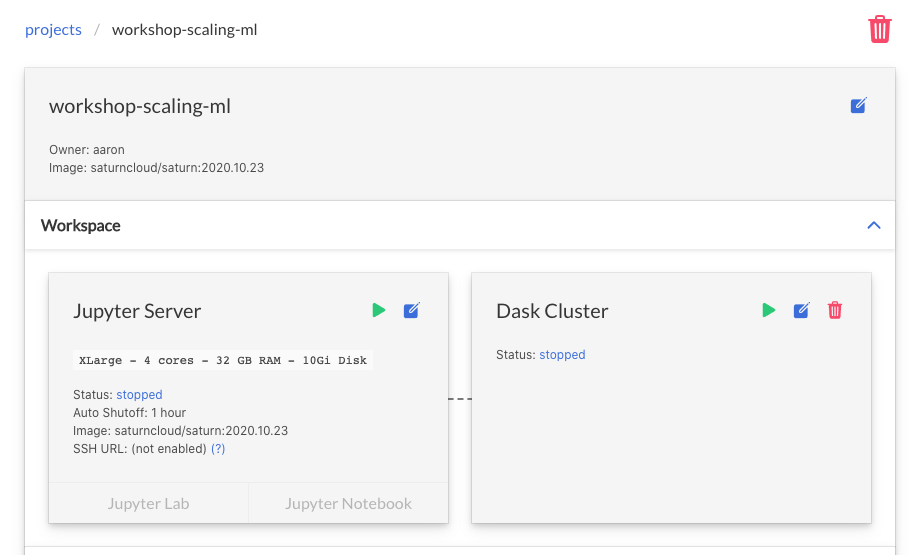 projects / workshop-scaling-ml
workshop-scaling-ml
Owner: aaron
Image: saturncloud/saturn:2020.10.23
Workspace
Jupyter Server
XLarge - 4 cores - 32 GB RAM - 10Gi Disk
Status: stopped
Auto Shutoff: 1 hour
Image: saturncloud/saturn:2020.10.23
SSH URL: (not enabled) (?)
Jupyter Lab
Jupyter Notebook
Dask Cluster
Status: stopped